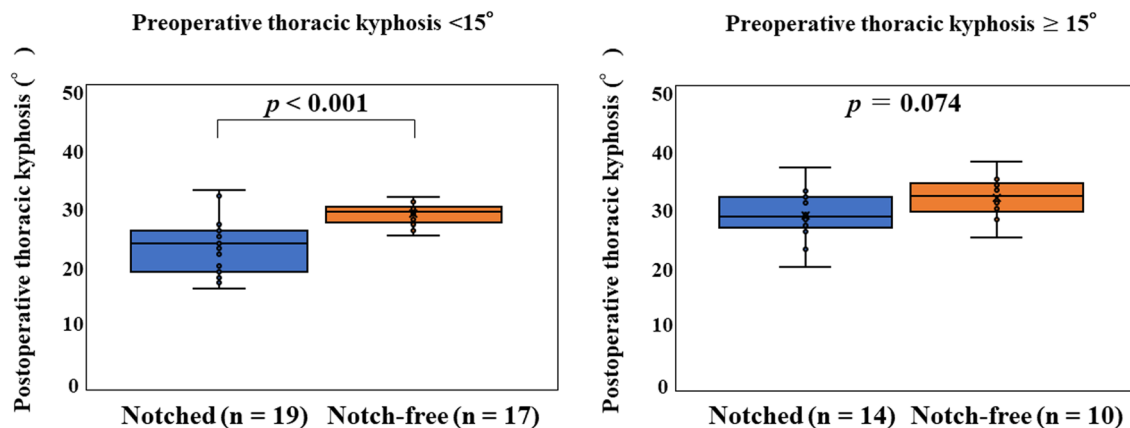 Preoperative thoracic kyphosis <15°
Postoperative thoracic kyphosis (°)
50
40
30
20
10
0
p < 0.001
Notched (n = 19)
Notch-free (n = 17)
Preoperative thoracic kyphosis ≥ 15°
Postoperative thoracic kyphosis (°)
50
40
30
20
10
0
p = 0.074
Notched (n = 14)
Notch-free (n = 10)